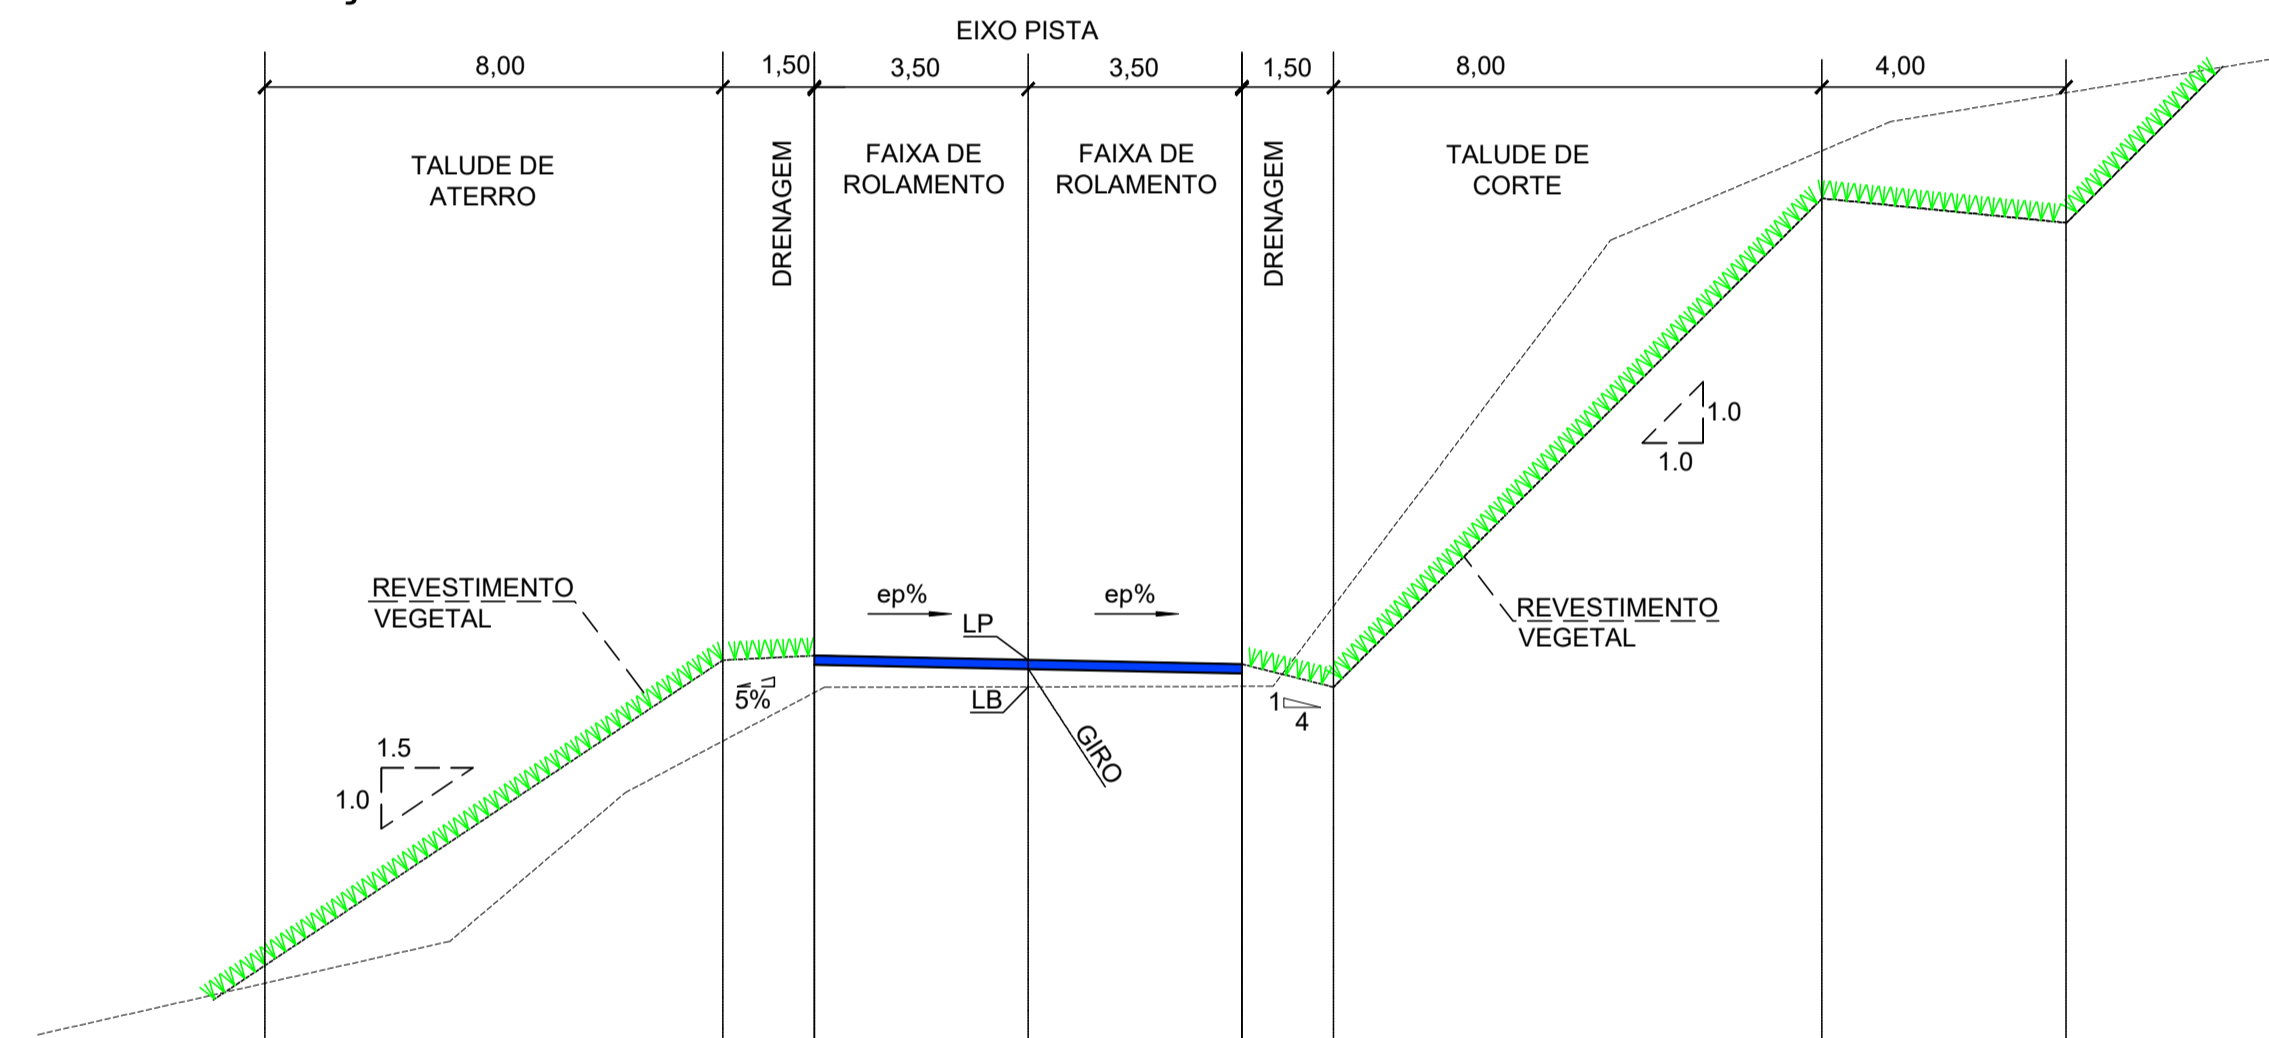 EIXO PISTA
8,00
1,50
3,50
3,50
1,50
8,00
4,00
TALUDE DE
ATERRO
DRENAGEM
FAIXA DE
ROLAMENTO
FAIXA DE
ROLAMENTO
DRENAGEM
TALUDE DE
CORTE
1.0
1.0
REVESTIMENTO
VEGETAL
ep%
LP
ep%
REVESTIMENTO
VEGETAL
5%
LB
1
4
GIRO
1.5
1.0